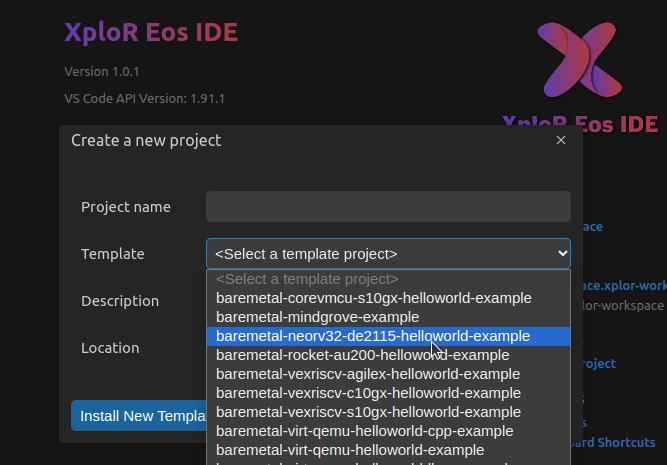 XploR Eos IDE
Version 1.0.1
VS Code API Version: 1.91.1
XploR Eos IDE
Create a new project
×
Project name
ace
Template
<Select a template project>
<Select a template project>
ace.xplor-work
Description
baremetal-corevmcu-s10gx-helloworld-example
lor-workspace
baremetal-mindgrove-example
baremetal-neorv32-de2115-helloworld-example
Location
baremetal-rocket-au200-helloworld-example
roject
baremetal-vexriscv-agilex-helloworld-example
baremetal-vexriscv-c10gx-helloworld-example
Install New Templa
baremetal-vexriscv-s10gx-helloworld-example
baremetal-virt-qemu-helloworld-cpp-example
ard Shortcuts
baremetal-virt-qemu-helloworld-example